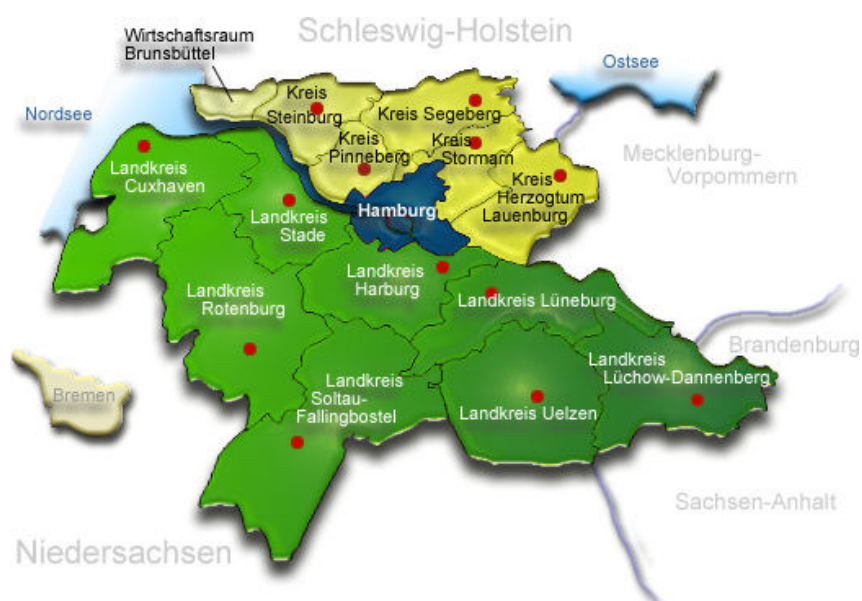 Schleswig-Holstein
Wirtschaftsraum
Brunsbüttel
Ostsee
Nordsee
Kreis
Steinburg
Kreis Segeberg
Kreis
Pinneberg
Kreis
Stormarn
Mecklenburg-
Vorpommern
Landkreis
Cuxhaven
Kreis
Herzogtum
Lauenburg
Hamburg
Landkreis
Stade
Landkreis
Harburg
Landkreis
Rotenburg
Landkreis Lüneburg
Brandenburg
Landkreis
Lüchow-Dannenberg
Bremen
Landkreis
Soltau-
Fallingbostel
Landkreis Uelzen
Sachsen-Anhalt
Niedersachsen